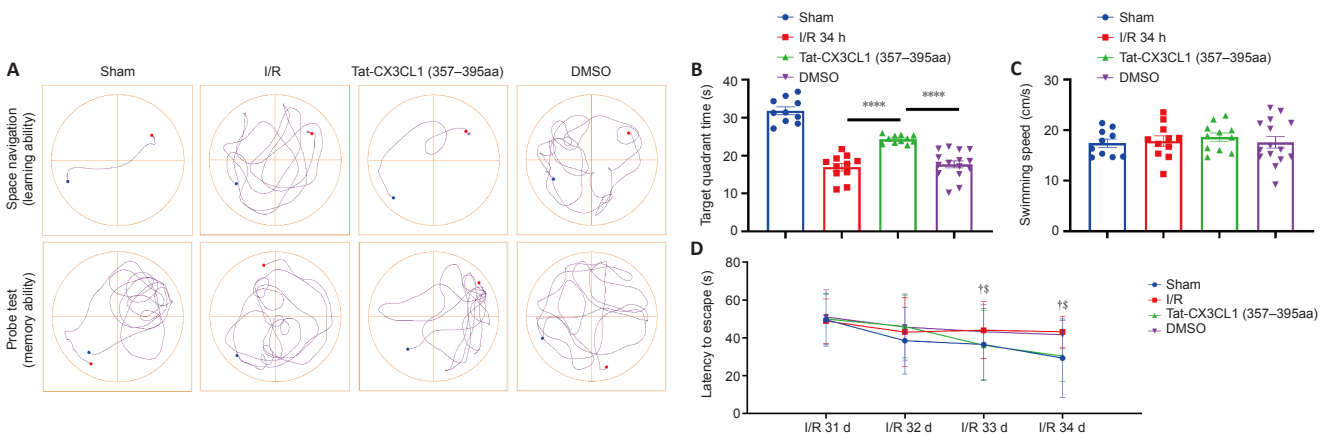 A
Sham
I/R
Tat-CX3CL1 (357–395aa)
DMSO
Space navigation
(learning ability)
Probe test
(memory ability)
B
Sham
I/R 34 h
Tat-CX3CL1 (357–395aa)
DMSO
Target quadrant time (s)
40
30
20
10
0
****
****
C
Sham
I/R 34 h
Tat-CX3CL1 (357–395aa)
DMSO
Swimming speed (cm/s)
30
20
10
0
D
Latency to escape (s)
80
60
40
20
0
†$
†$
I/R 31 d
I/R 32 d
I/R 33 d
I/R 34 d
Sham
I/R
Tat-CX3CL1 (357–395aa)
DMSO